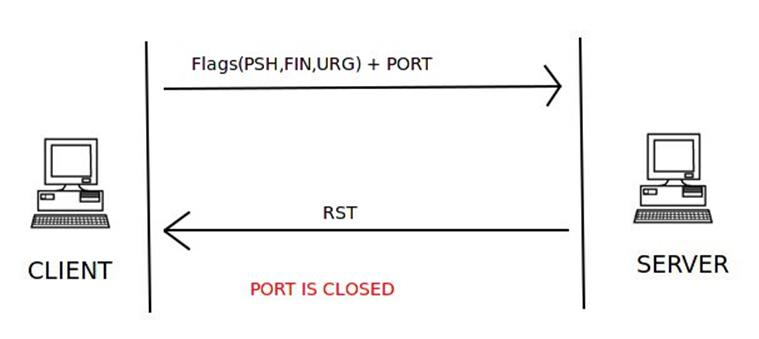 Flags(PSH,FIN,URG) + PORT
RST
CLIENT
SERVER
PORT IS CLOSED